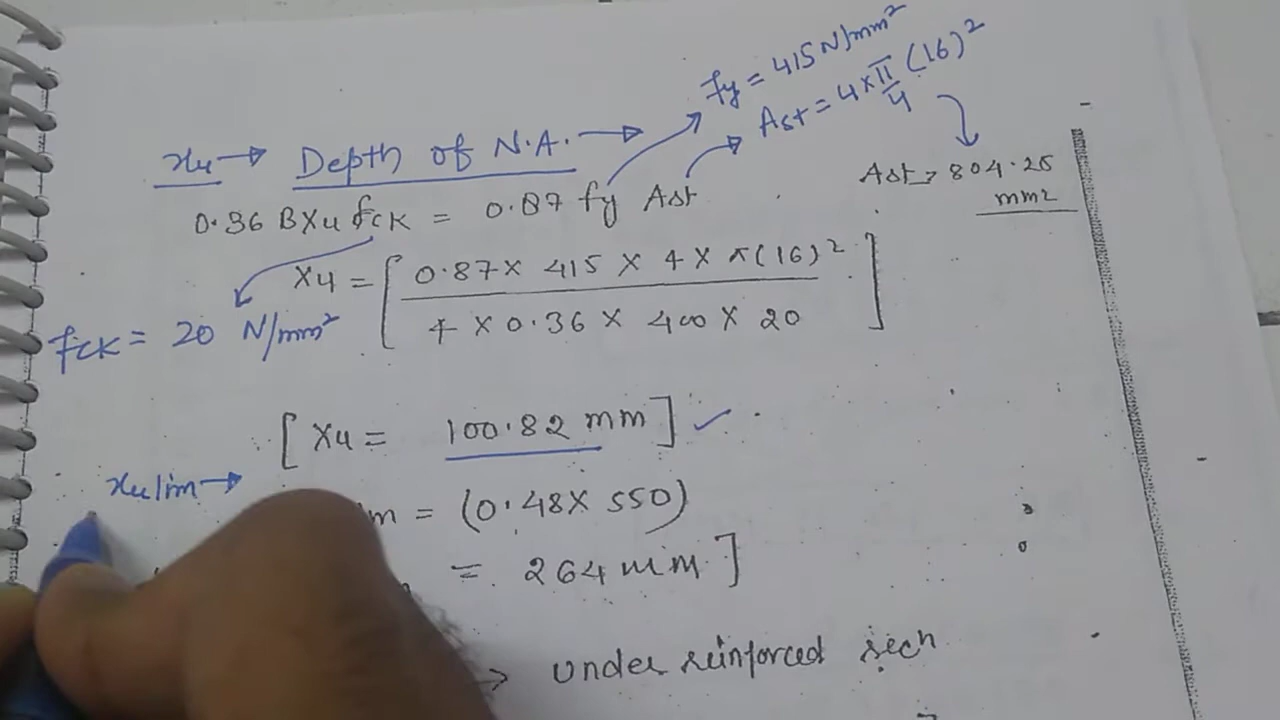 fy = 415 N/mm²
Ast = 4 × π/4 (16)²
xu → Depth of N.A. →
Ast = 804.25 mm2
0.36 B Xu fck = 0.87 fy Ast
Xu = [ 0.87 × 415 × 4 × π(16)² / 4 × 0.36 × 400 × 20 ]
fck = 20 N/mm²
[ Xu = 100.82 mm ] ✓
xulim →
m = (0.48 × 550)
= 264 mm ]
→ Under reinforced secn